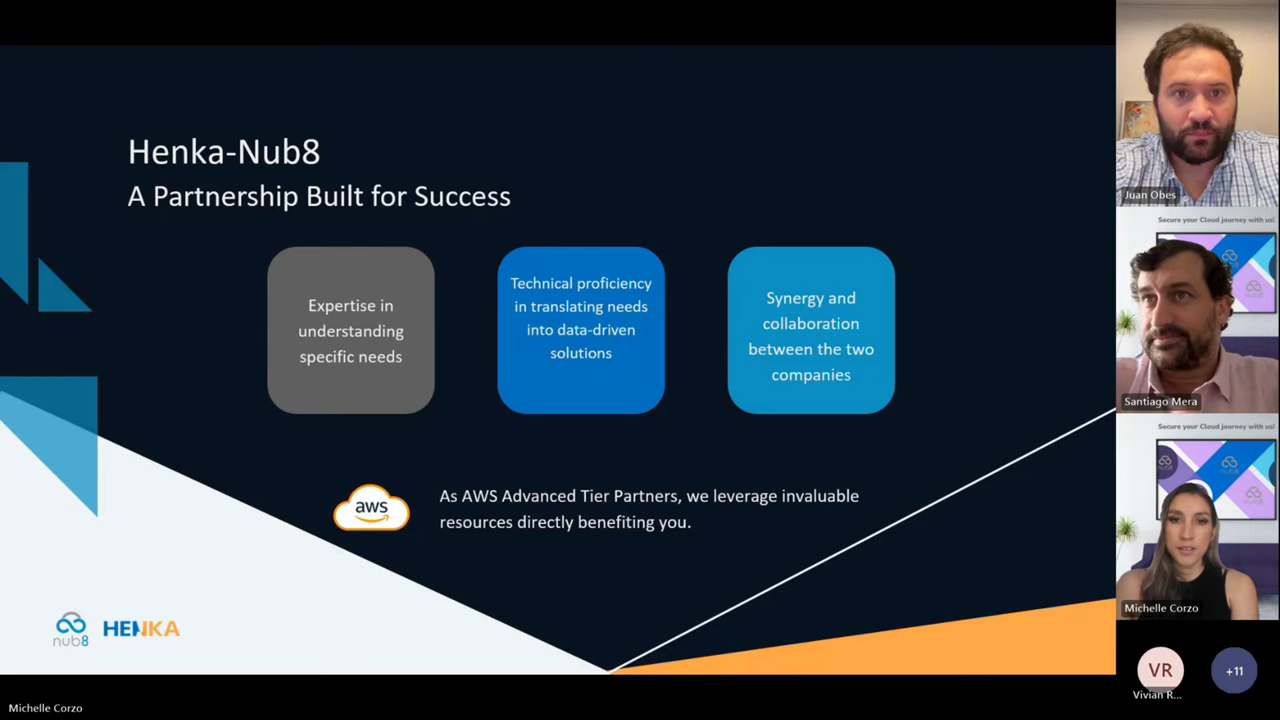 Henka-Nub8
A Partnership Built for Success
Expertise in
understanding
specific needs
Technical proficiency
in translating needs
into data-driven
solutions
Synergy and
collaboration
between the two
companies
aws
As AWS Advanced Tier Partners, we leverage invaluable
resources directly benefiting you.
nub8
HENKA
Juan Obes
Secure your Cloud journey with us!
nub8
Santiago Mera
Secure your Cloud journey with us!
nub8
Michelle Corzo
VR
Vivian R...
+11
Michelle Corzo